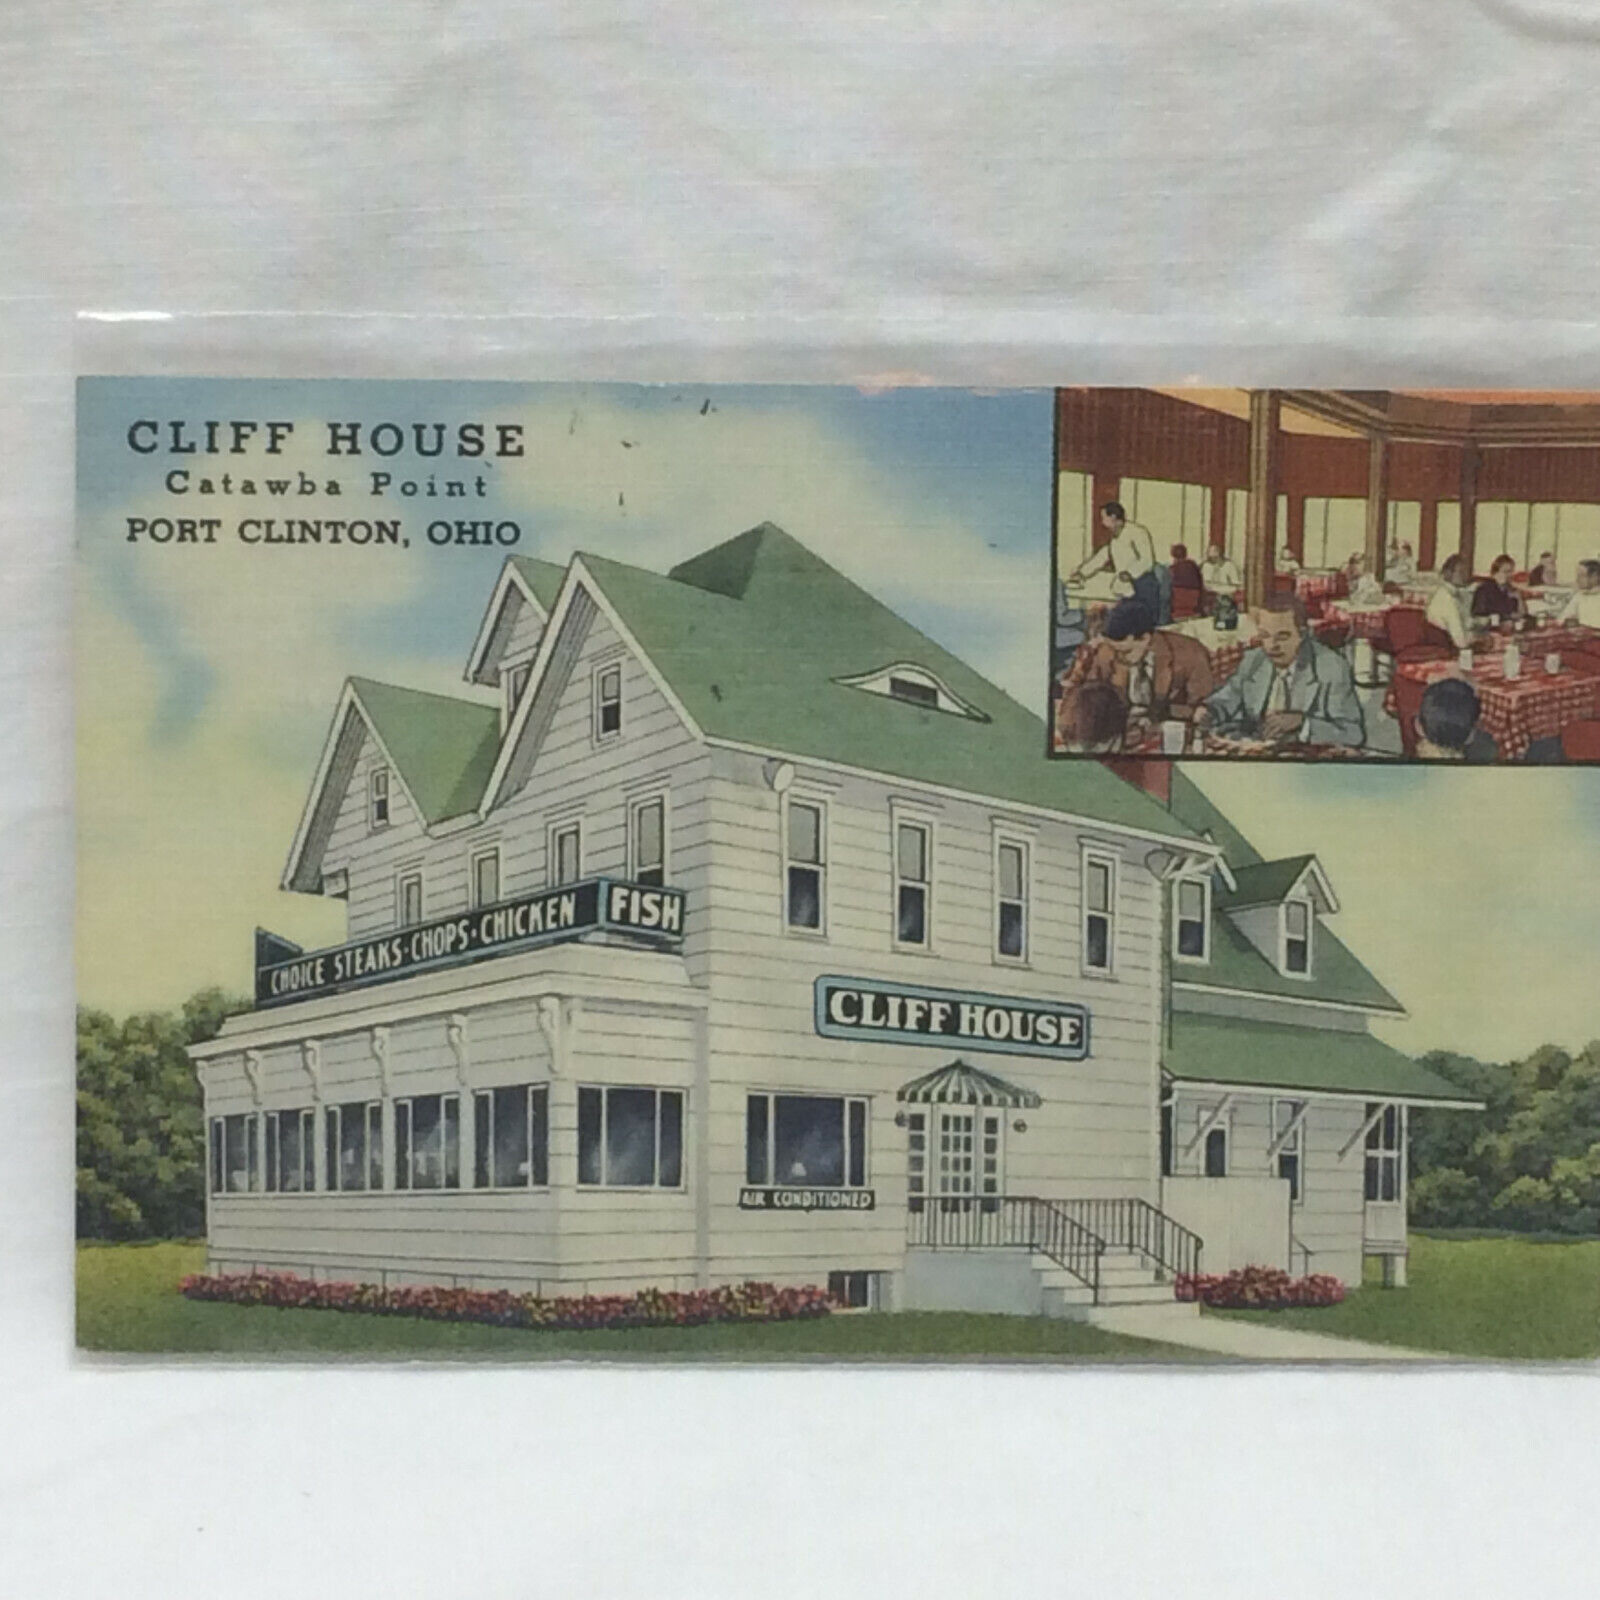 CLIFF HOUSE
Catawba Point
PORT CLINTON, OHIO
CHOICE STEAKS·CHOPS·CHICKEN
FISH
CLIFF HOUSE
AIR CONDITIONED